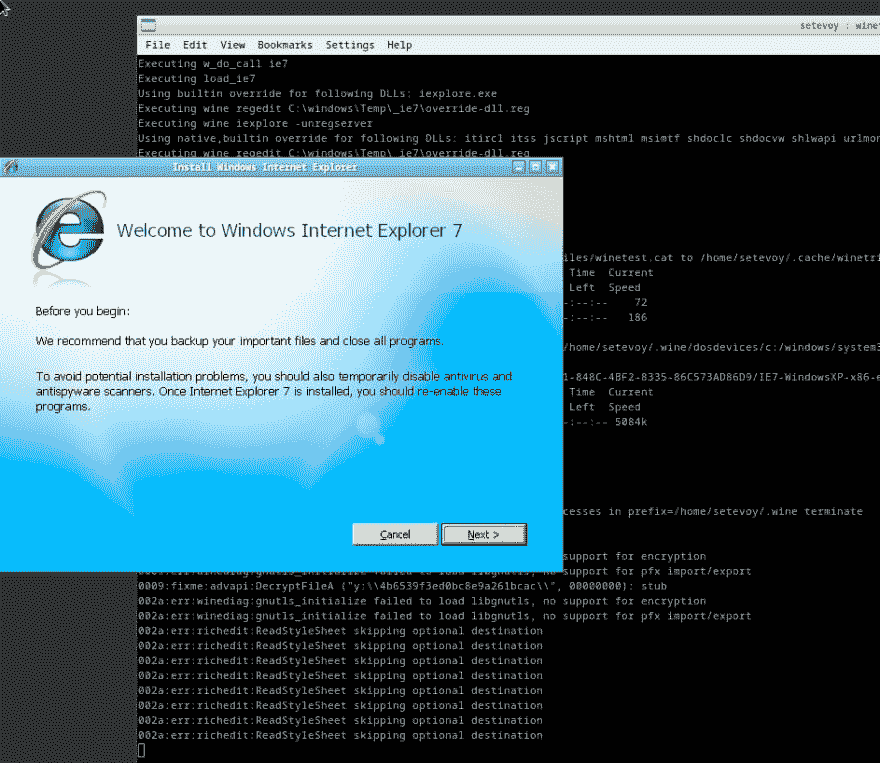 setevoy : winet
File Edit View Bookmarks Settings Help
Executing w_do_call ie7
Executing load_ie7
Using builtin override for following DLLs: iexplore.exe
Executing wine regedit C:\windows\Temp\_ie7\override-dll.reg
Executing wine iexplore -unregserver
Using native,builtin override for following DLLs: itircl itss jscript mshtml msimtf shdoclc shdocvw shlwapi urlmon
Executing wine regedit C:\windows\Temp\_ie7\override-dll.reg
Install Windows Internet Explorer
Welcome to Windows Internet Explorer 7
Before you begin:
We recommend that you backup your important files and close all programs.
To avoid potential installation problems, you should also temporarily disable antivirus and
antispyware scanners. Once Internet Explorer 7 is installed, you should re-enable these
programs.
Cancel Next >
iles/winetest.cat to /home/setevoy/.cache/winetri
Time Current
Left Speed
-:--:-- 72
-:--:-- 186
/home/setevoy/.wine/dosdevices/c:/windows/system3
1-848C-4BF2-8335-86C573AD86D9/IE7-WindowsXP-x86-e
Time Current
Left Speed
-:--:-- 5084k
cesses in prefix=/home/setevoy/.wine terminate
support for encryption
0009:err:winediag:gnutls_initialize failed to load libgnutls, no support for pfx import/export
0009:fixme:advapi:DecryptFileA ("y:\\4b6539f3ed0bc8e9a261bcac\\", 00000000): stub
002a:err:winediag:gnutls_initialize failed to load libgnutls, no support for encryption
002a:err:winediag:gnutls_initialize failed to load libgnutls, no support for pfx import/export
002a:err:richedit:ReadStyleSheet skipping optional destination
002a:err:richedit:ReadStyleSheet skipping optional destination
002a:err:richedit:ReadStyleSheet skipping optional destination
002a:err:richedit:ReadStyleSheet skipping optional destination
002a:err:richedit:ReadStyleSheet skipping optional destination
002a:err:richedit:ReadStyleSheet skipping optional destination
002a:err:richedit:ReadStyleSheet skipping optional destination
002a:err:richedit:ReadStyleSheet skipping optional destination